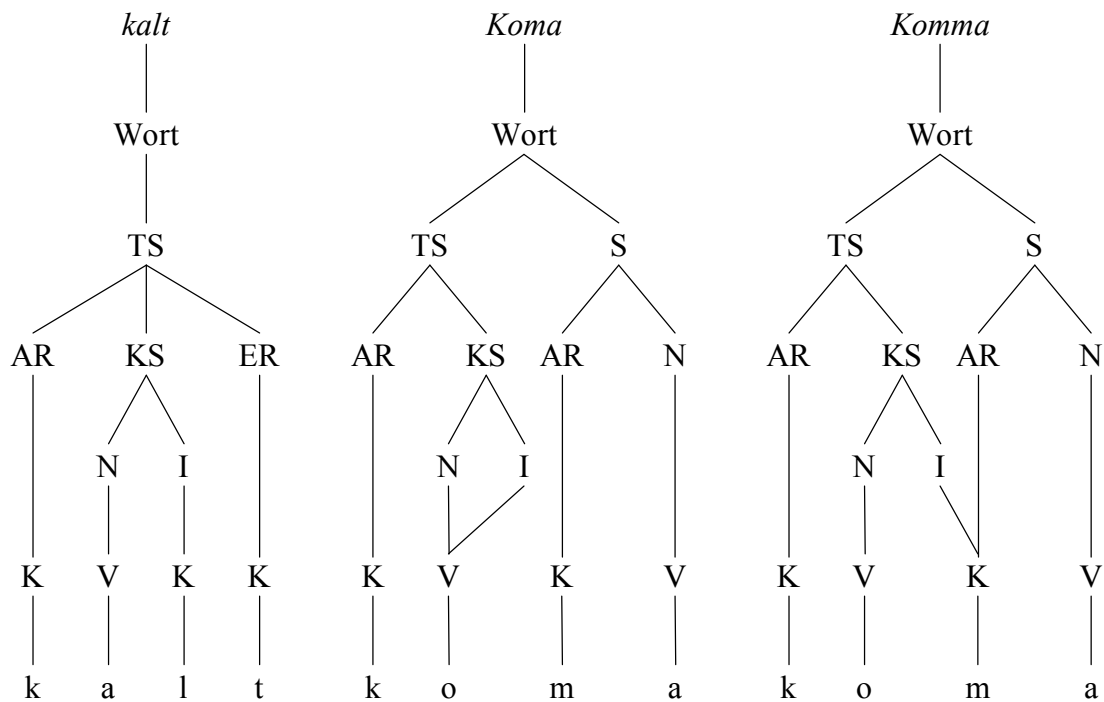 kalt Koma Komma
Wort Wort Wort
TS TS S TS S
AR KS ER AR KS AR N AR KS AR N
N I N I N I
K V K K K V K V K V K V
k a l t k o m a k o m a